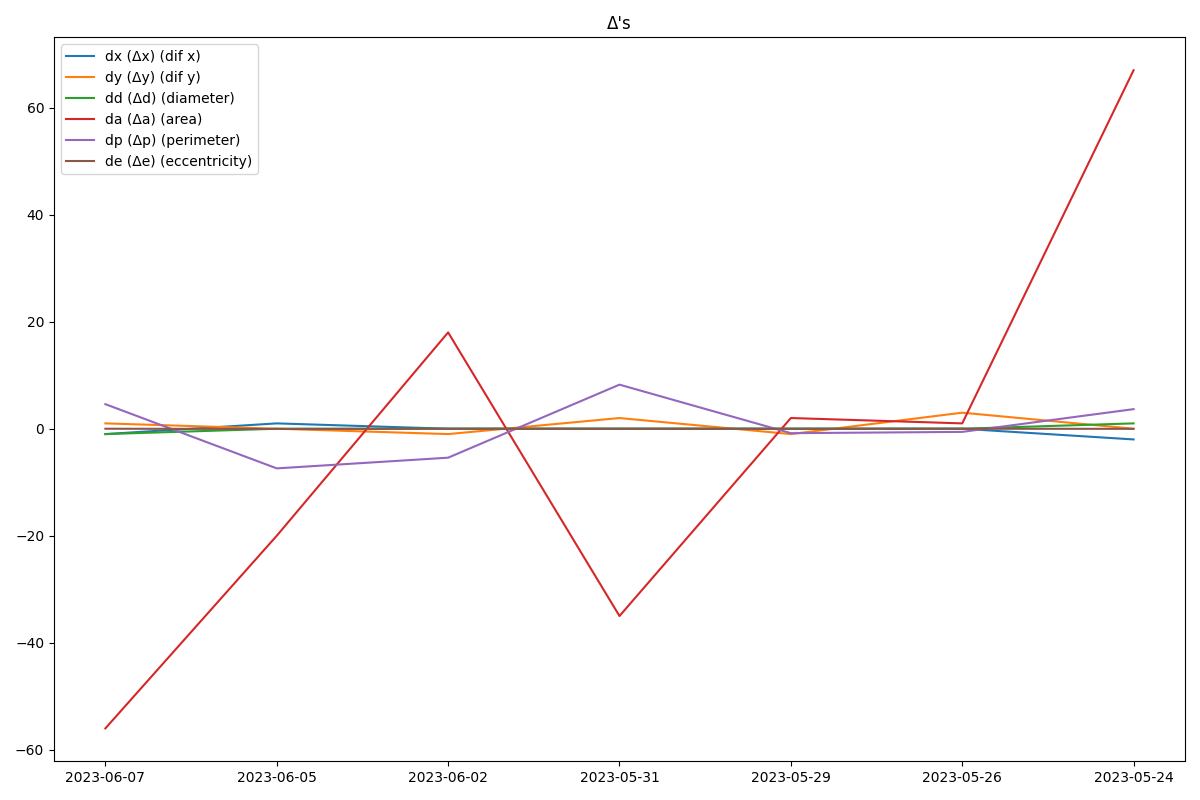 Δ's
dx (Δx) (dif x)
dy (Δy) (dif y)
dd (Δd) (diameter)
da (Δa) (area)
dp (Δp) (perimeter)
de (Δe) (eccentricity)
60
40
20
0
−20
−40
−60
2023-06-07 2023-06-05 2023-06-02 2023-05-31 2023-05-29 2023-05-26 2023-05-24